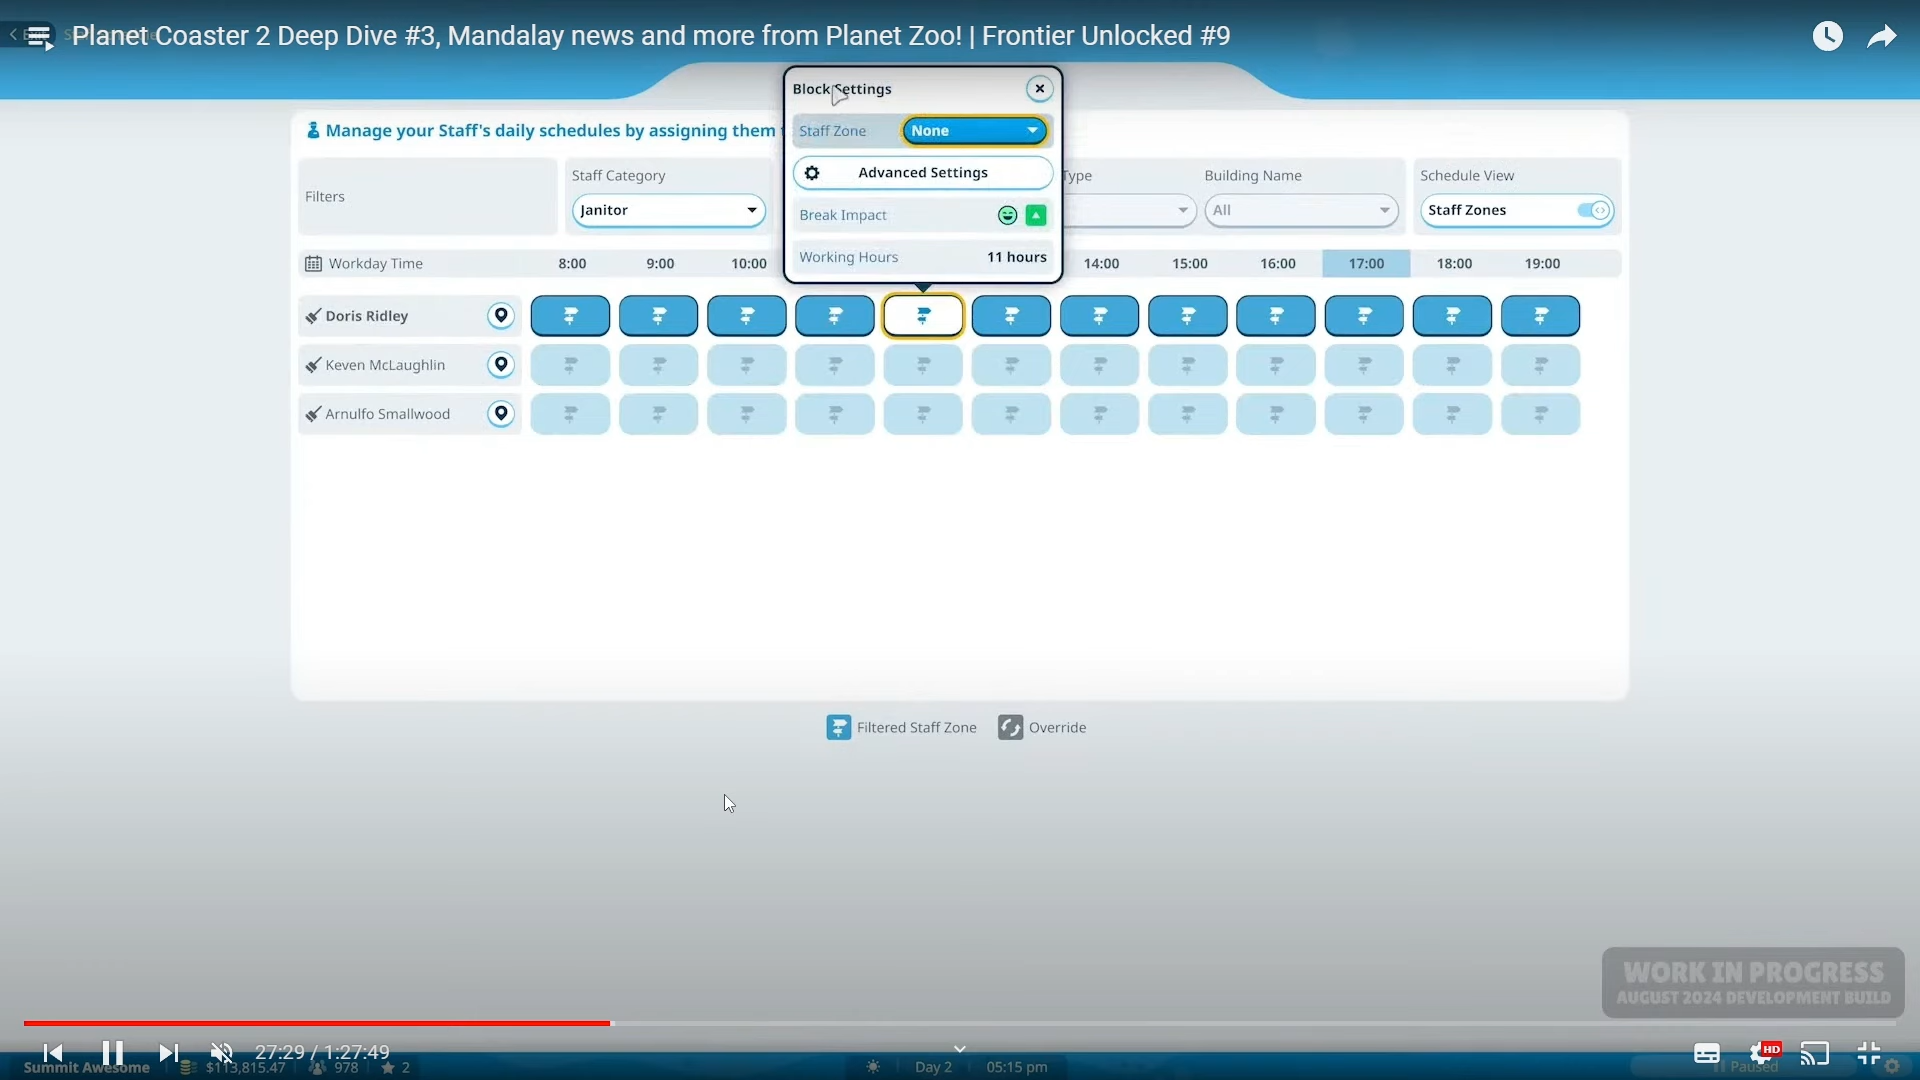 Planet Coaster 2 Deep Dive #3, Mandalay news and more from Planet Zoo! | Frontier Unlocked #9
Block Settings
Manage your Staff's daily schedules by assigning them
Staff Zone
None
Filters
Staff Category
Janitor
Advanced Settings
Type
Building Name
All
Schedule View
Staff Zones
Break Impact
Working Hours
11 hours
Workday Time
8:00
9:00
10:00
14:00
15:00
16:00
17:00
18:00
19:00
Doris Ridley
Keven McLaughlin
Arnulfo Smallwood
Filtered Staff Zone
Override
WORK IN PROGRESS
AUGUST 2024 DEVELOPMENT BUILD
27:29 / 1:27:49
HD
Summit Awesome
$113,815.47
978
2
Day 2
05:15 pm
Paused